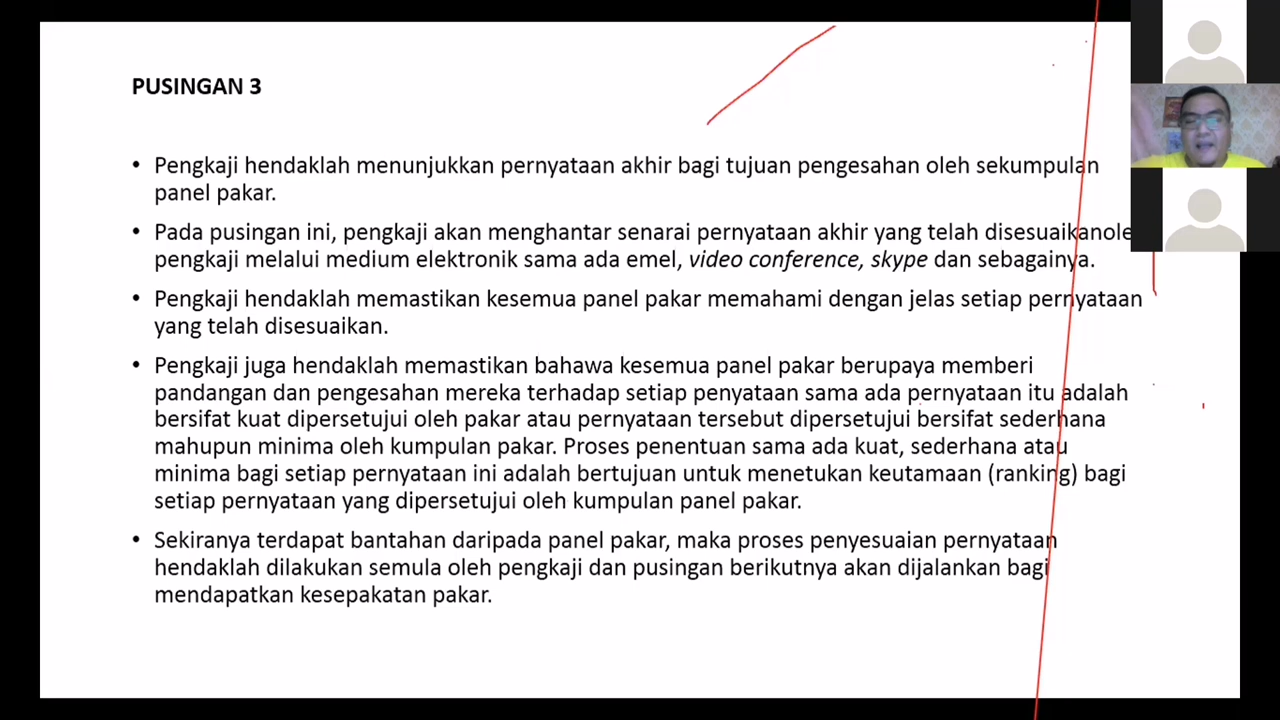 PUSINGAN 3
• Pengkaji hendaklah menunjukkan pernyataan akhir bagi tujuan pengesahan oleh sekumpulan
panel pakar.
• Pada pusingan ini, pengkaji akan menghantar senarai pernyataan akhir yang telah disesuaikanole
pengkaji melalui medium elektronik sama ada emel, video conference, skype dan sebagainya.
• Pengkaji hendaklah memastikan kesemua panel pakar memahami dengan jelas setiap pernyataan
yang telah disesuaikan.
• Pengkaji juga hendaklah memastikan bahawa kesemua panel pakar berupaya memberi
pandangan dan pengesahan mereka terhadap setiap penyataan sama ada pernyataan itu adalah
bersifat kuat dipersetujui oleh pakar atau pernyataan tersebut dipersetujui bersifat sederhana
mahupun minima oleh kumpulan pakar. Proses penentuan sama ada kuat, sederhana atau
minima bagi setiap pernyataan ini adalah bertujuan untuk menetukan keutamaan (ranking) bagi
setiap pernyataan yang dipersetujui oleh kumpulan panel pakar.
• Sekiranya terdapat bantahan daripada panel pakar, maka proses penyesuaian pernyataan
hendaklah dilakukan semula oleh pengkaji dan pusingan berikutnya akan dijalankan bagi
mendapatkan kesepakatan pakar.